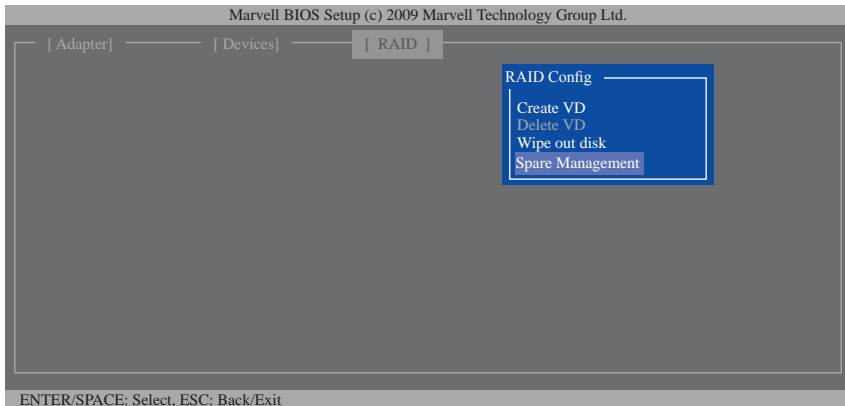 Marvell BIOS Setup (c) 2009 Marvell Technology Group Ltd.
[ Adapter] [ Devices] [ RAID ]
RAID Config
Create VD
Delete VD
Wipe out disk
Spare Management
ENTER/SPACE: Select, ESC: Back/Exit